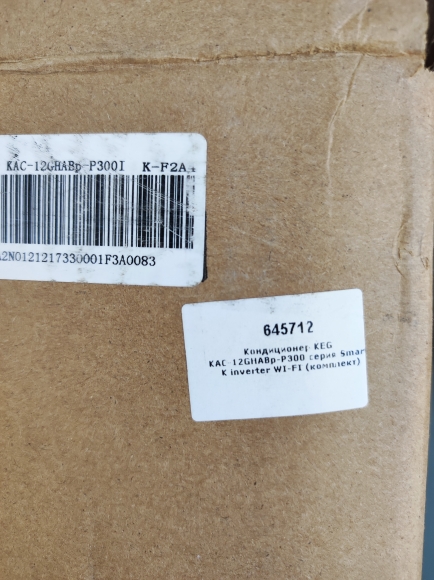 KAC-12GHABp-P300I K-F2A
A2N0121217330001F3A0083
645712
Кондиционер KEG
KAC-12GHABp-P300 серия Smar
K inverter WI-FI (комплект)